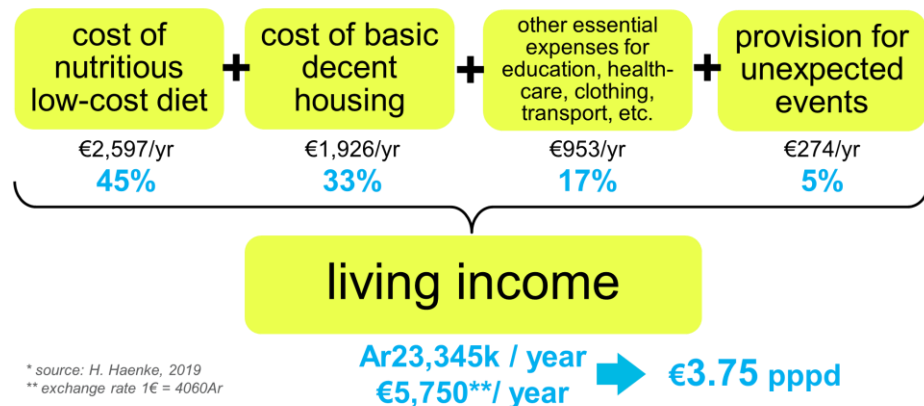 cost of
nutritious
low-cost diet
+
cost of basic
decent
housing
+
other essential
expenses for
education, health-
care, clothing,
transport, etc.
+
provision for
unexpected
events
€2,597/yr
45%
€1,926/yr
33%
€953/yr
17%
€274/yr
5%
living income
Ar23,345k / year
€5,750**/ year
€3.75 pppd
* source: H. Haenke, 2019
** exchange rate 1€ = 4060Ar